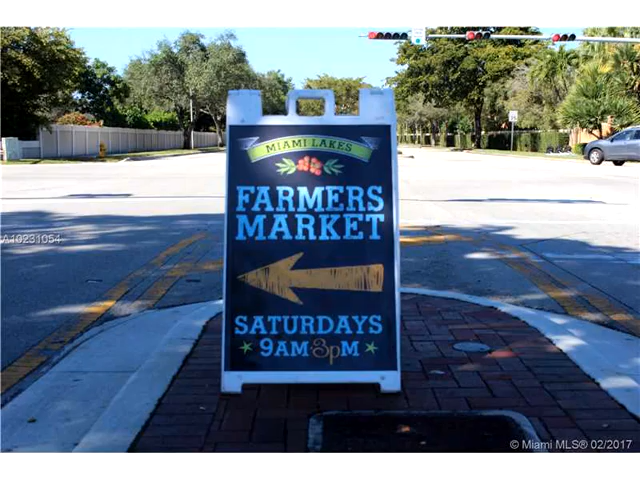 MIAMI LAKES
FARMERS
MARKET
SATURDAYS
9AM-3PM
A10231054
©Miami MLS® 02/2017